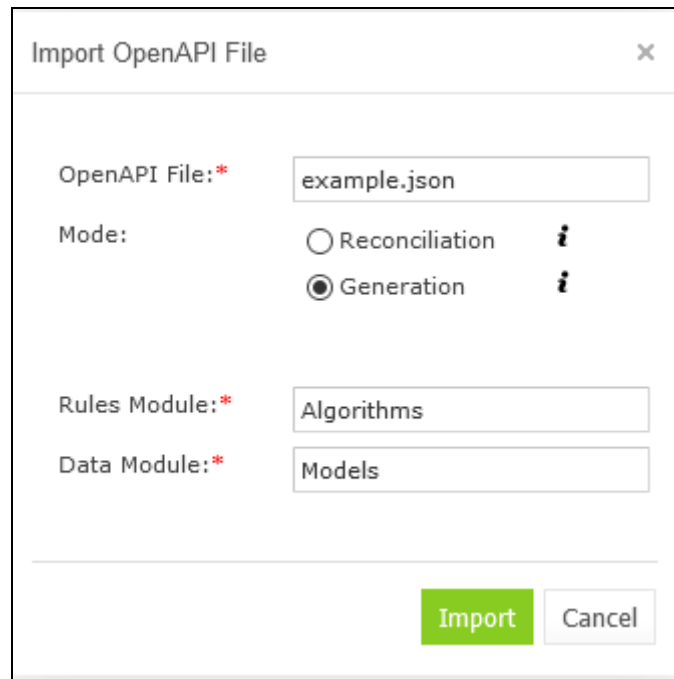 Import OpenAPI File ×
OpenAPI File:* example.json
Mode: Reconciliation i
Generation i
Rules Module:* Algorithms
Data Module:* Models
Import Cancel